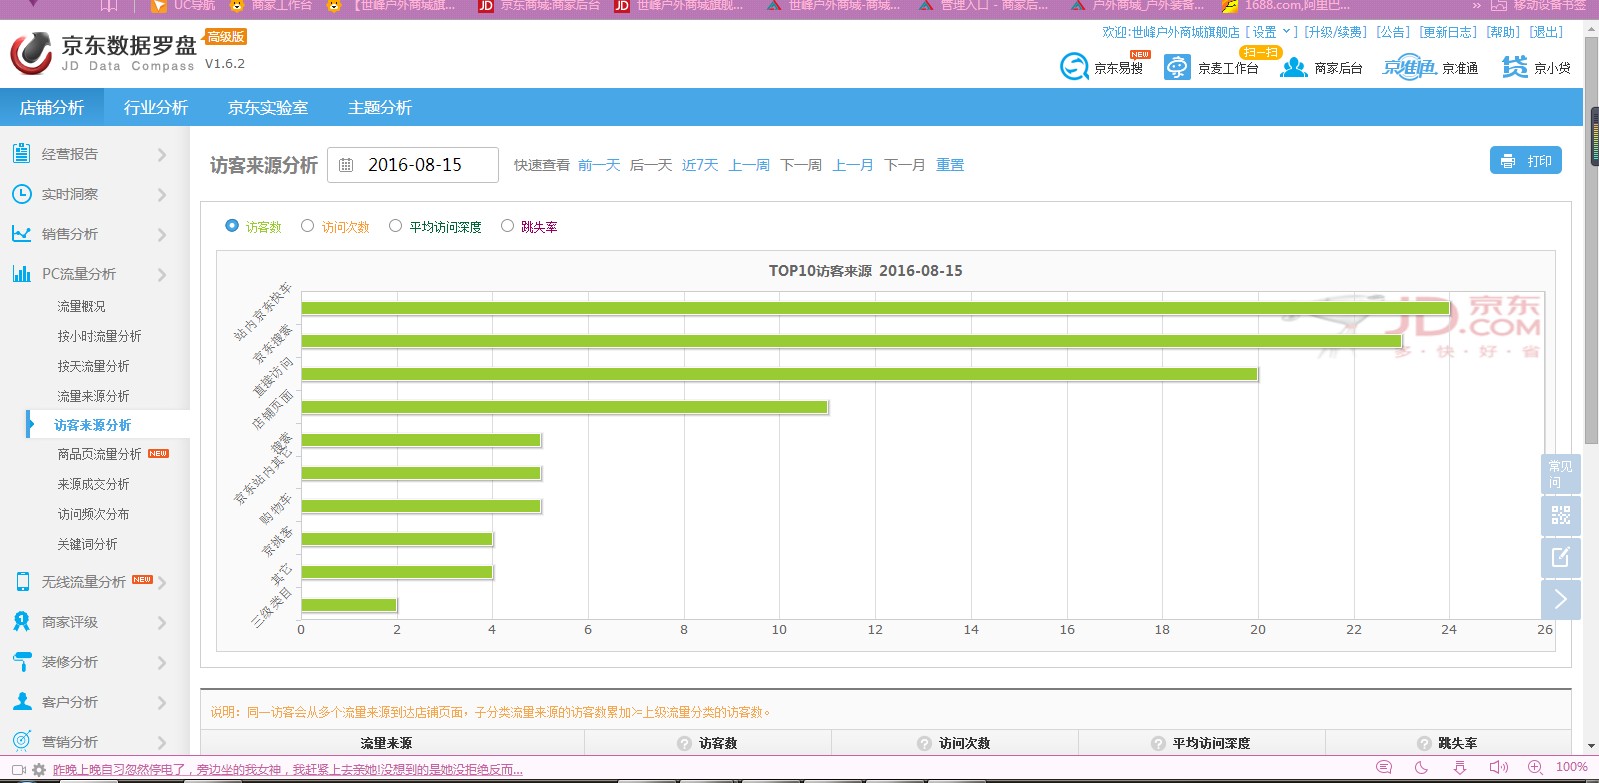 UC导航 商家工作台 【世峰户外商城旗... 京东商城:商家后台 世峰户外商城旗舰... 世峰户外商城-商城... 管理入口 - 商家后... 户外商城_户外装备... 1688.com,阿里巴... » 移动设备书签
京东数据罗盘 高级版
JD Data Compass V1.6.2
欢迎:世峰户外商城旗舰店 [ 设置 ] [升级/续费] [公告] [更新日志] [帮助] [退出]
京东易搜 NEW 京麦工作台 扫一扫 商家后台 京准通 京准通 贷 京小贷
店铺分析 行业分析 京东实验室 主题分析
经营报告
实时洞察
销售分析
PC流量分析
流量概况
按小时流量分析
按天流量分析
流量来源分析
访客来源分析
商品页流量分析 NEW
来源成交分析
访问频次分布
关键词分析
无线流量分析 NEW
商家评级
装修分析
客户分析
营销分析
访客来源分析 2016-08-15 快速查看 前一天 后一天 近7天 上一周 下一周 上一月 下一月 重置 打印
访客数 访问次数 平均访问深度 跳失率
TOP10访客来源 2016-08-15
JD.COM 京东
多·快·好·省
站内京东快车
京东搜索
直接访问
店铺页面
搜索
京东站内其它
购物车
京挑客
其它
三级类目
0 2 4 6 8 10 12 14 16 18 20 22 24 26
常见
问
说明：同一访客会从多个流量来源到达店铺页面，子分类流量来源的访客数累加>=上级流量分类的访客数。
流量来源 访客数 访问次数 平均访问深度 跳失率
昨晚上晚自习忽然停电了，旁边坐的我女神，我赶紧上去亲她!没想到的是她没拒绝反而...
100%